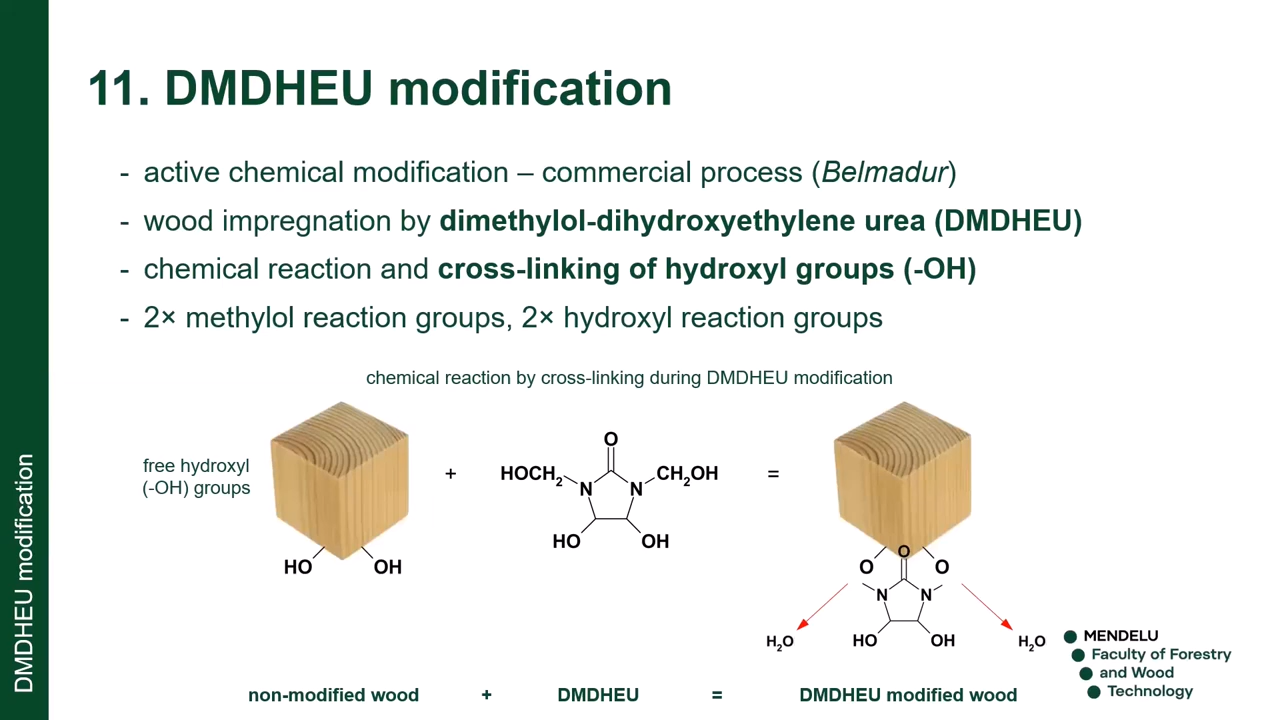 11. DMDHEU modification
- active chemical modification – commercial process (Belmadur)
- wood impregnation by dimethylol-dihydroxyethylene urea (DMDHEU)
- chemical reaction and cross-linking of hydroxyl groups (-OH)
- 2× methylol reaction groups, 2× hydroxyl reaction groups
chemical reaction by cross-linking during DMDHEU modification
free hydroxyl
(-OH) groups
HO OH
+
O
HOCH2 CH2OH
N N
HO OH
=
O O O
N N
HO OH
H2O H2O
non-modified wood + DMDHEU = DMDHEU modified wood
DMDHEU modification
MENDELU
Faculty of Forestry
and Wood
Technology